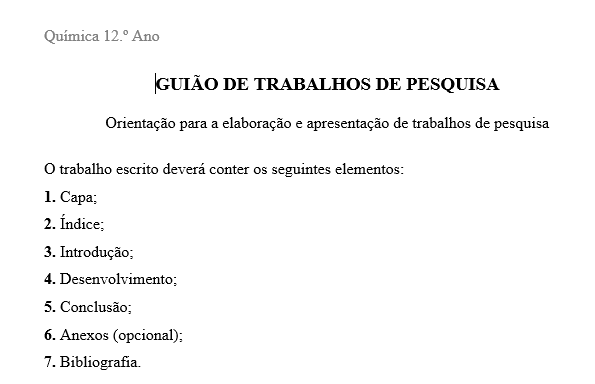 Química 12.º Ano
GUIÃO DE TRABALHOS DE PESQUISA
Orientação para a elaboração e apresentação de trabalhos de pesquisa
O trabalho escrito deverá conter os seguintes elementos:
1. Capa;
2. Índice;
3. Introdução;
4. Desenvolvimento;
5. Conclusão;
6. Anexos (opcional);
7. Bibliografia.